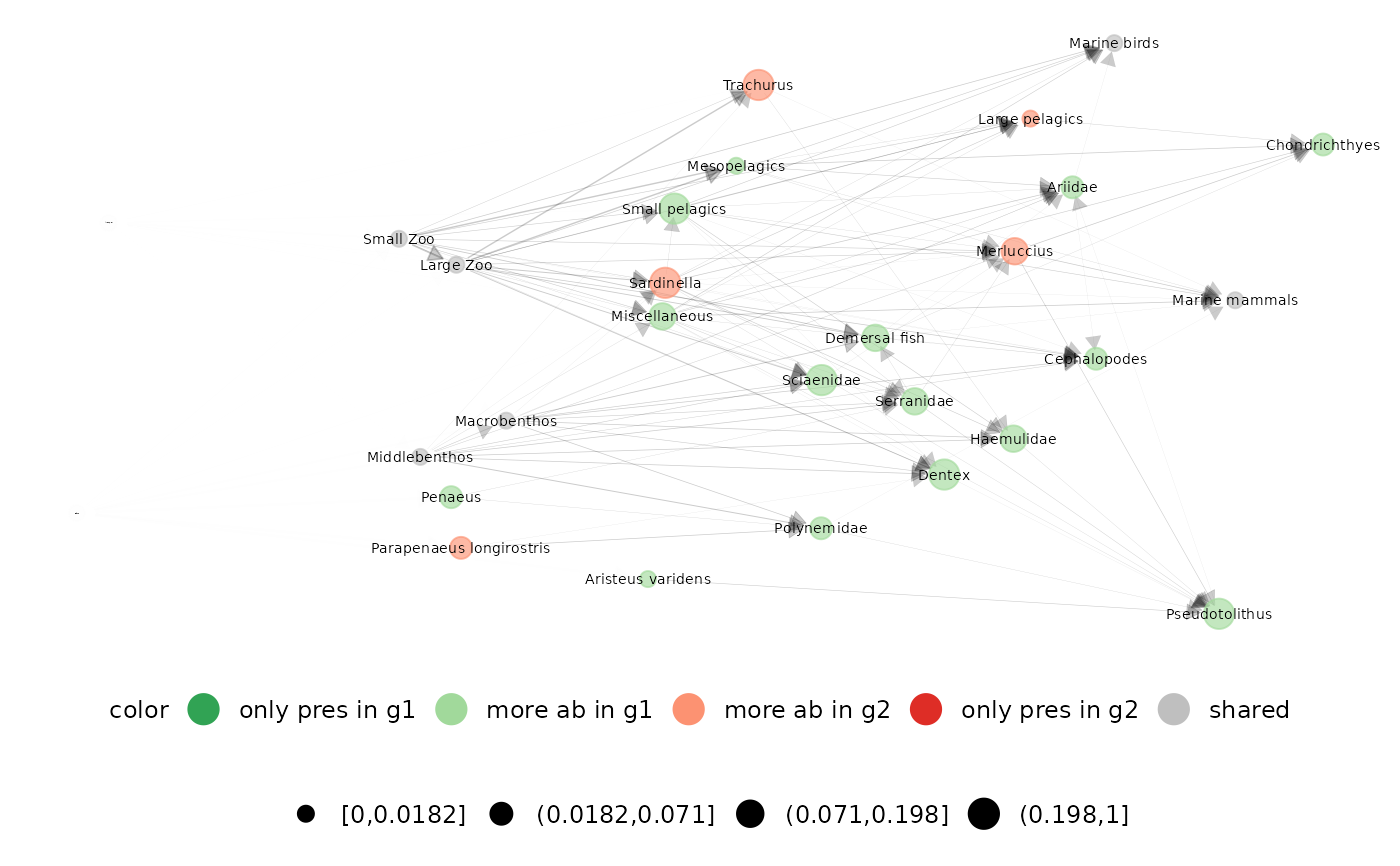 Marine birds
Trachurus
Large pelagics
Chondrichthyes
Mesopelagics
Ariidae
Small pelagics
Small Zoo
Merluccius
Large Zoo
Sardinella
Marine mammals
Miscellaneous
Demersal fish
Cephalopodes
Sciaenidae
Serranidae
Macrobenthos
Haemulidae
Middlebenthos
Dentex
Penaeus
Polynemidae
Parapenaeus longirostris
Aristeus varidens
Pseudotolithus
color only pres in g1 more ab in g1 more ab in g2 only pres in g2 shared
[0,0.0182] (0.0182,0.071] (0.071,0.198] (0.198,1]